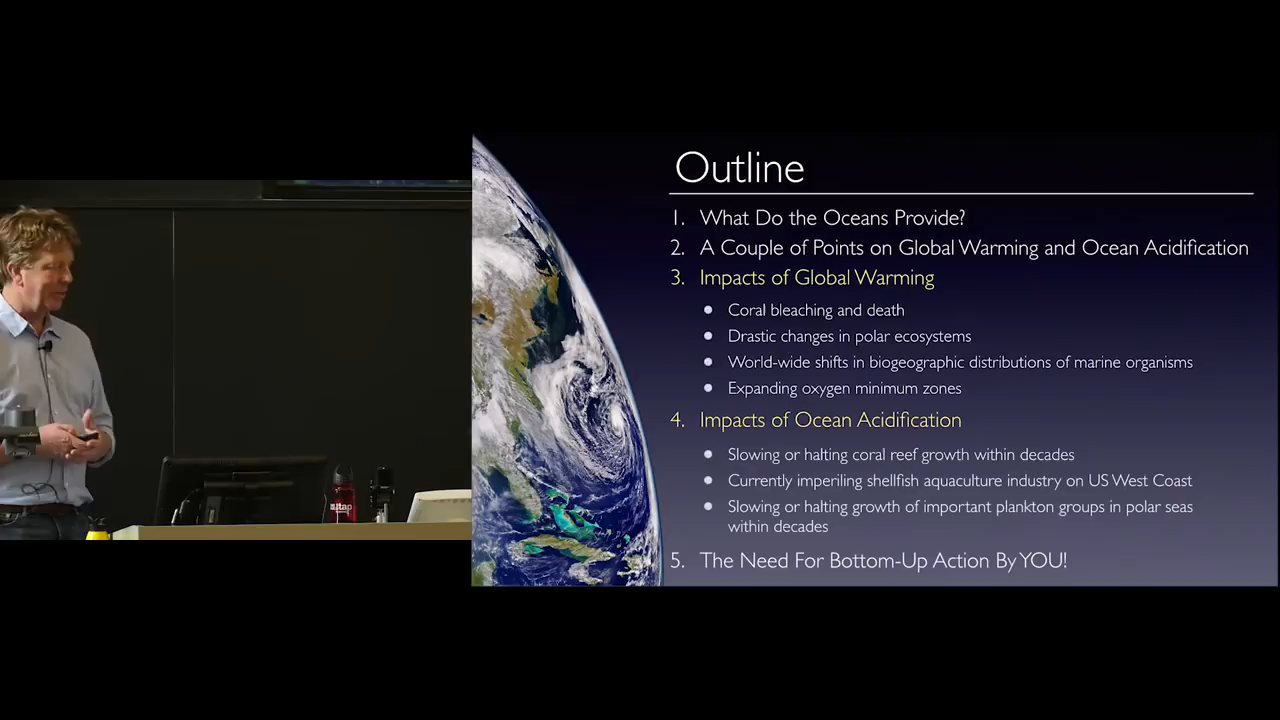 Outline
1. What Do the Oceans Provide?
2. A Couple of Points on Global Warming and Ocean Acidification
3. Impacts of Global Warming
• Coral bleaching and death
• Drastic changes in polar ecosystems
• World-wide shifts in biogeographic distributions of marine organisms
• Expanding oxygen minimum zones
4. Impacts of Ocean Acidification
• Slowing or halting coral reef growth within decades
• Currently imperiling shellfish aquaculture industry on US West Coast
• Slowing or halting growth of important plankton groups in polar seas
within decades
5. The Need For Bottom-Up Action By YOU!